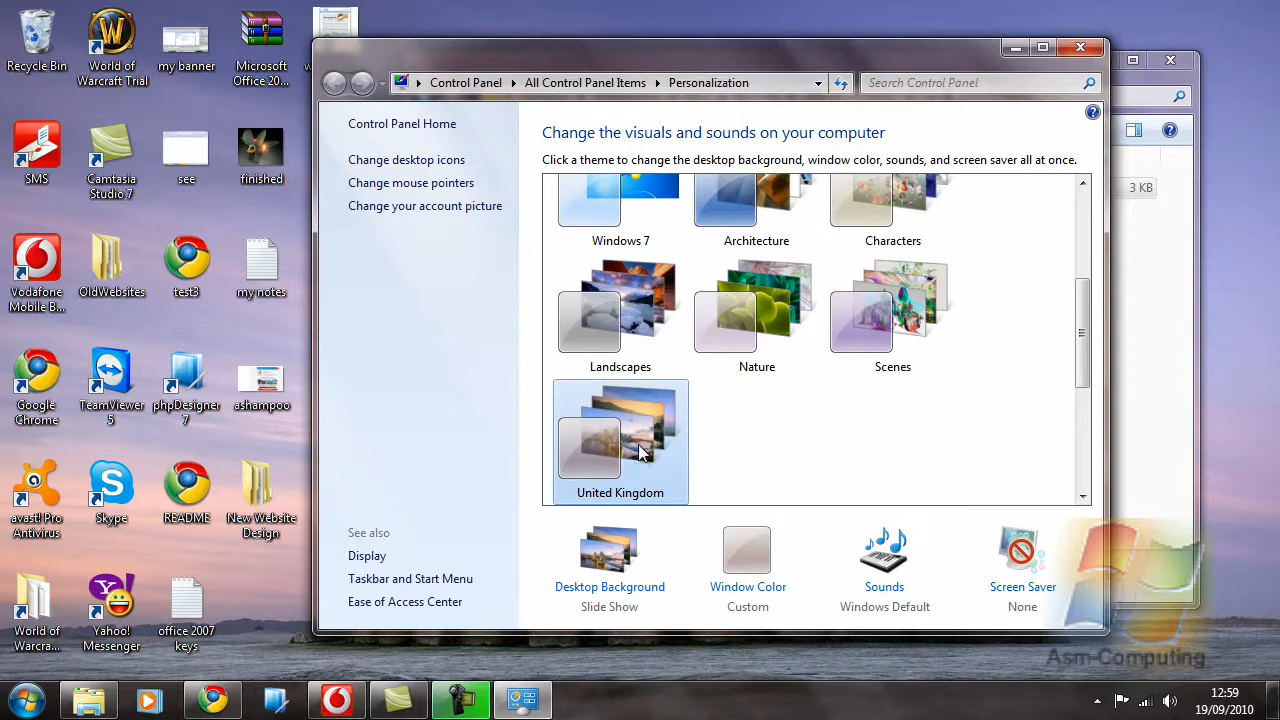 Recycle Bin
World of
Warcraft Trial
my banner
Microsoft
Office 20...
SMS
Camtasia
Studio 7
see
finished
Vodafone
Mobile B...
OldWebsites
test3
my notes
Google
Chrome
TeamViewer
5
phpDesigner
7
ashampoo
avast! Pro
Antivirus
Skype
README
New Website
Design
World of
Warcra...
Yahoo!
Messenger
office 2007
keys
Control Panel
All Control Panel Items
Personalization
Search Control Panel
Control Panel Home
Change desktop icons
Change mouse pointers
Change your account picture
See also
Display
Taskbar and Start Menu
Ease of Access Center
Change the visuals and sounds on your computer
Click a theme to change the desktop background, window color, sounds, and screen saver all at once.
Windows 7
Architecture
Characters
Landscapes
Nature
Scenes
United Kingdom
Desktop Background
Slide Show
Window Color
Custom
Sounds
Windows Default
Screen Saver
None
3 KB
Asm-Computing
12:59
19/09/2010